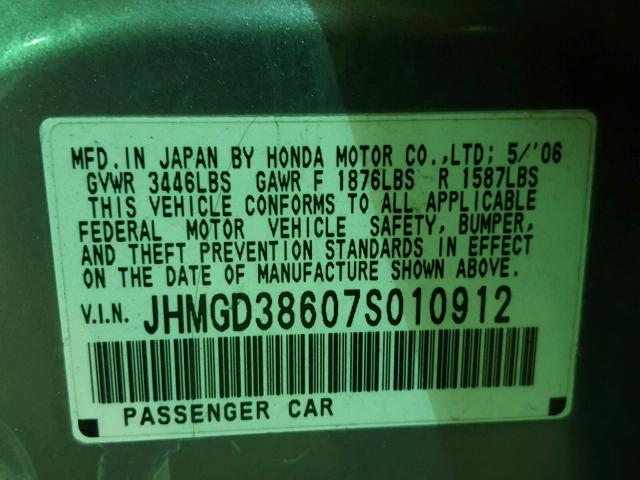 MFD. IN JAPAN BY HONDA MOTOR CO.,LTD; 5/'06
GVWR 3446LBS GAWR F 1876LBS R 1587LBS
THIS VEHICLE CONFORMS TO ALL APPLICABLE
FEDERAL MOTOR VEHICLE SAFETY, BUMPER,
AND THEFT PREVENTION STANDARDS IN EFFECT
ON THE DATE OF MANUFACTURE SHOWN ABOVE.
V.I.N. JHMGD38607S010912
PASSENGER CAR